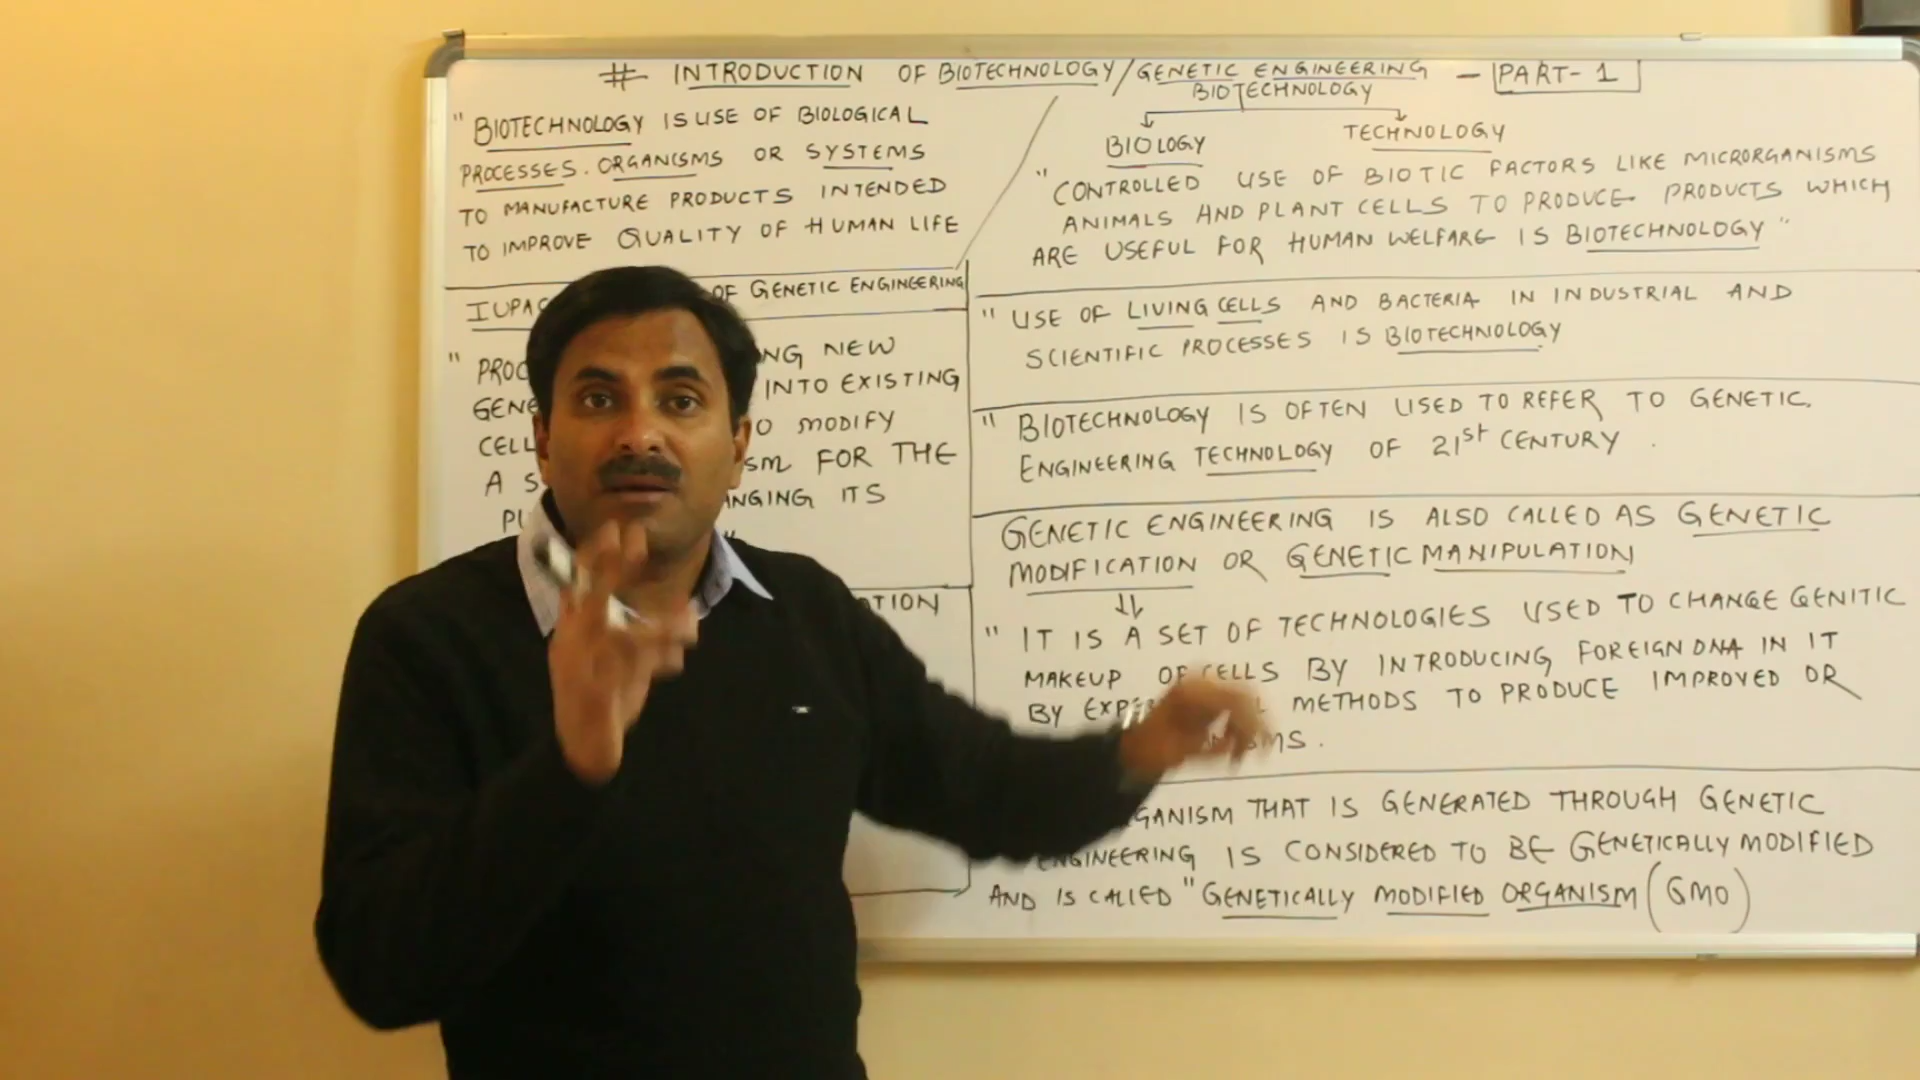 # INTRODUCTION OF BIOTECHNOLOGY/GENETIC ENGINEERING - PART-1
"BIOTECHNOLOGY IS USE OF BIOLOGICAL
PROCESSES. ORGANISMS OR SYSTEMS
TO MANUFACTURE PRODUCTS INTENDED
TO IMPROVE QUALITY OF HUMAN LIFE
IUPAC OF GENETIC ENGINEERING
" NEW
INTO EXISTING
MODIFY
A FOR THE
ITS
"
BIOTECHNOLOGY
BIOLOGY TECHNOLOGY
"CONTROLLED USE OF BIOTIC FACTORS LIKE MICRORGANISMS
ANIMALS AND PLANT CELLS TO PRODUCE PRODUCTS WHICH
ARE USEFUL FOR HUMAN WELFARE IS BIOTECHNOLOGY"
"USE OF LIVING CELLS AND BACTERIA IN INDUSTRIAL AND
SCIENTIFIC PROCESSES IS BIOTECHNOLOGY
"BIOTECHNOLOGY IS OFTEN USED TO REFER TO GENETIC.
ENGINEERING TECHNOLOGY OF 21st CENTURY.
GENETIC ENGINEERING IS ALSO CALLED AS GENETIC
MODIFICATION OR GENETIC MANIPULATION
"IT IS A SET OF TECHNOLOGIES USED TO CHANGE GENITIC
MAKEUP OF CELLS BY INTRODUCING FOREIGN DNA IN IT
BY METHODS TO PRODUCE IMPROVED OR
THAT IS GENERATED THROUGH GENETIC
ENGINEERING IS CONSIDERED TO BE GENETICALLY MODIFIED
AND IS CALLED "GENETICALLY MODIFIED ORGANISM (GMO)